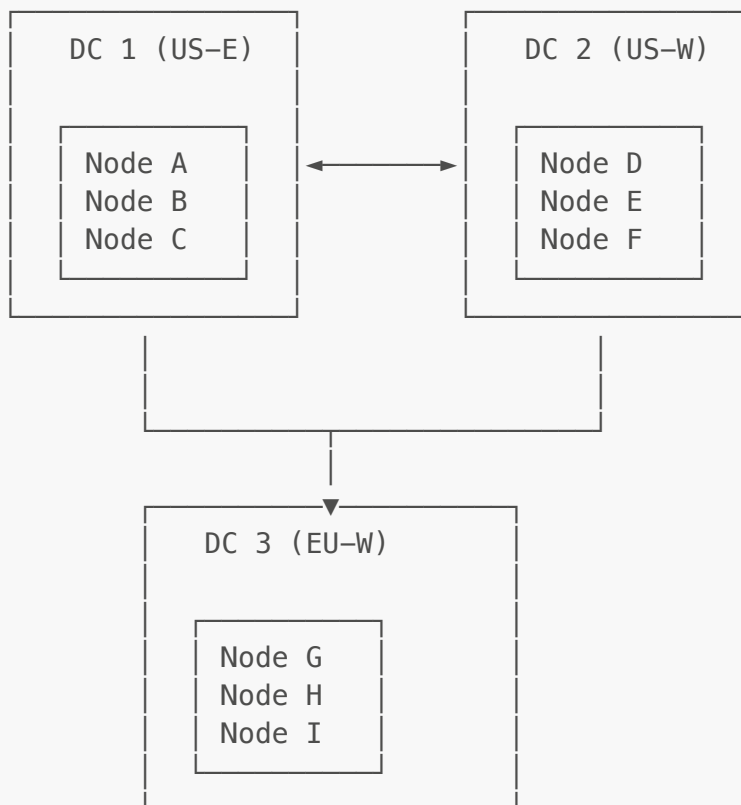 DC 1 (US-E)
DC 2 (US-W)
Node A
Node B
Node C
Node D
Node E
Node F
DC 3 (EU-W)
Node G
Node H
Node I